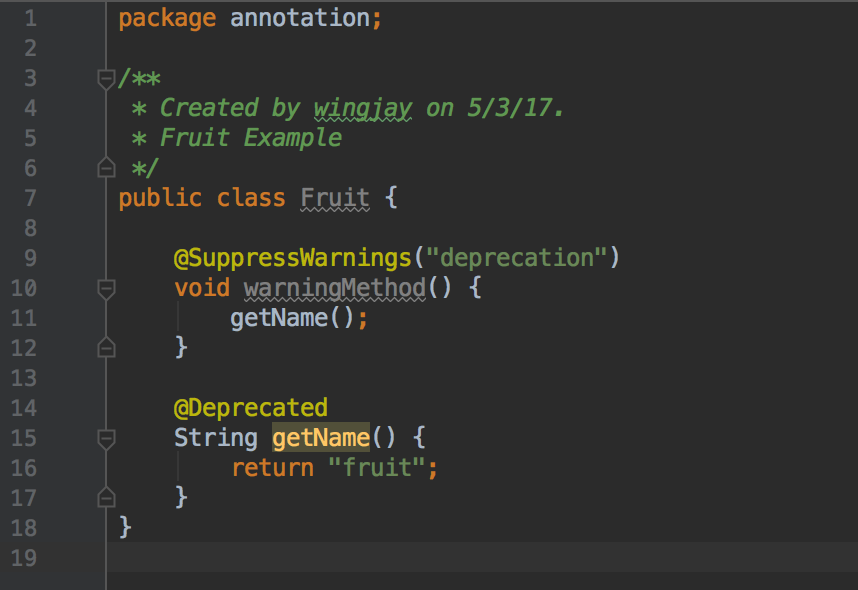 1 package annotation;
2
3 /**
4  * Created by wingjay on 5/3/17.
5  * Fruit Example
6  */
7 public class Fruit {
8
9     @SuppressWarnings("deprecation")
10     void warningMethod() {
11         getName();
12     }
13
14     @Deprecated
15     String getName() {
16         return "fruit";
17     }
18 }
19